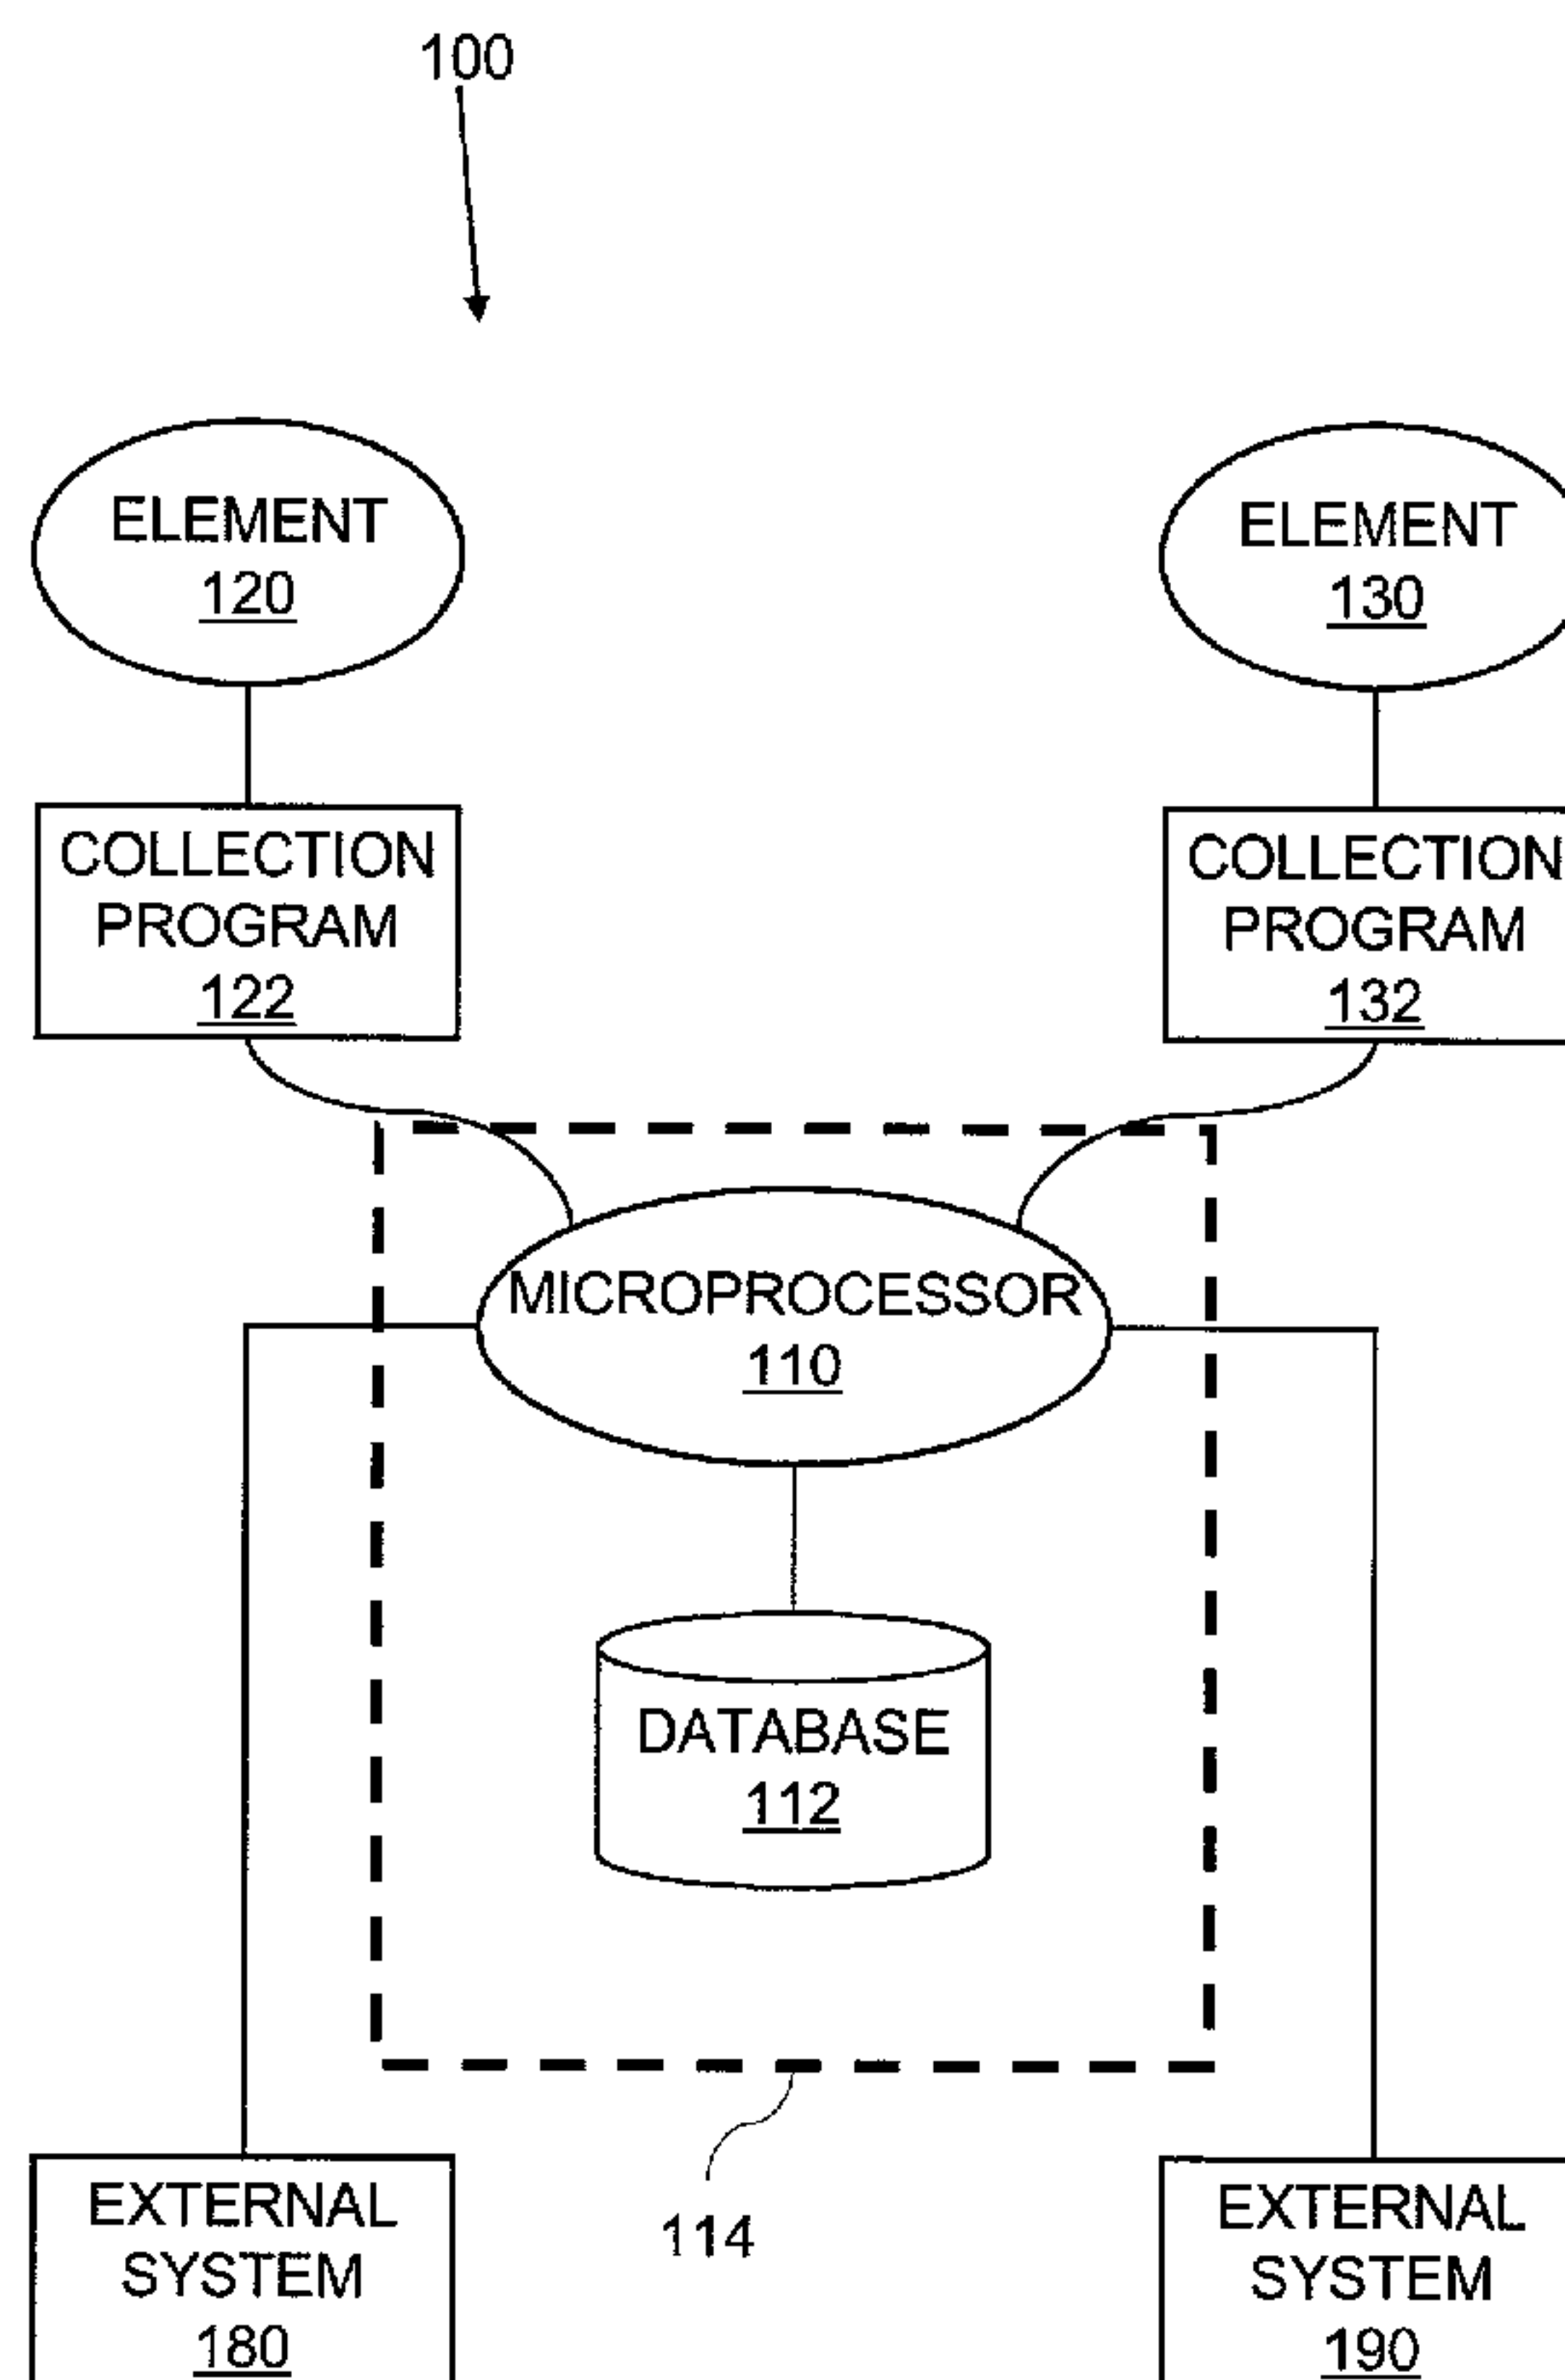 100
ELEMENT
120
ELEMENT
130
COLLECTION
PROGRAM
122
COLLECTION
PROGRAM
132
MICROPROCESSOR
110
DATABASE
112
114
EXTERNAL
SYSTEM
180
EXTERNAL
SYSTEM
190